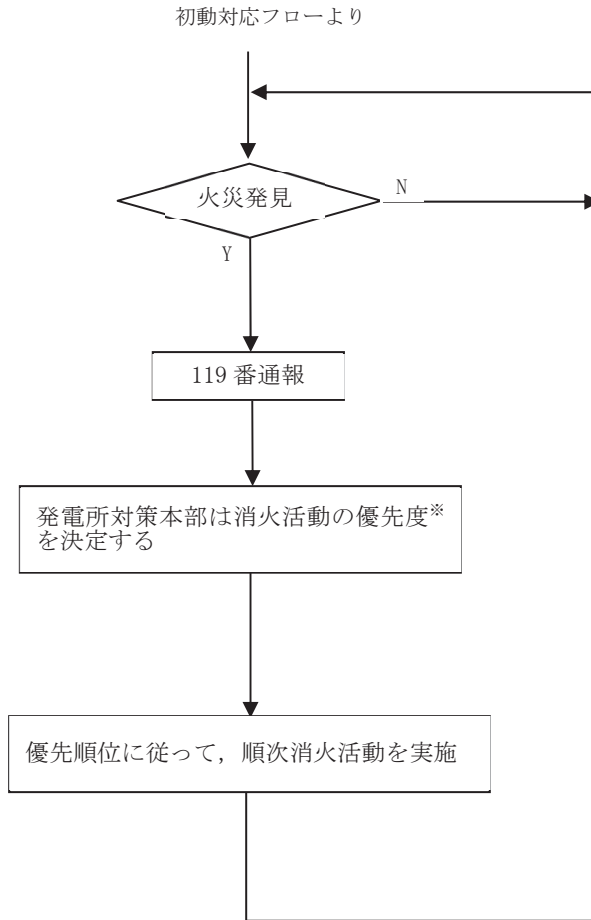 初動対応フローより
火災発見
N
Y
119 番通報
発電所対策本部は消火活動の優先度※
を決定する
優先順位に従って，順次消火活動を実施